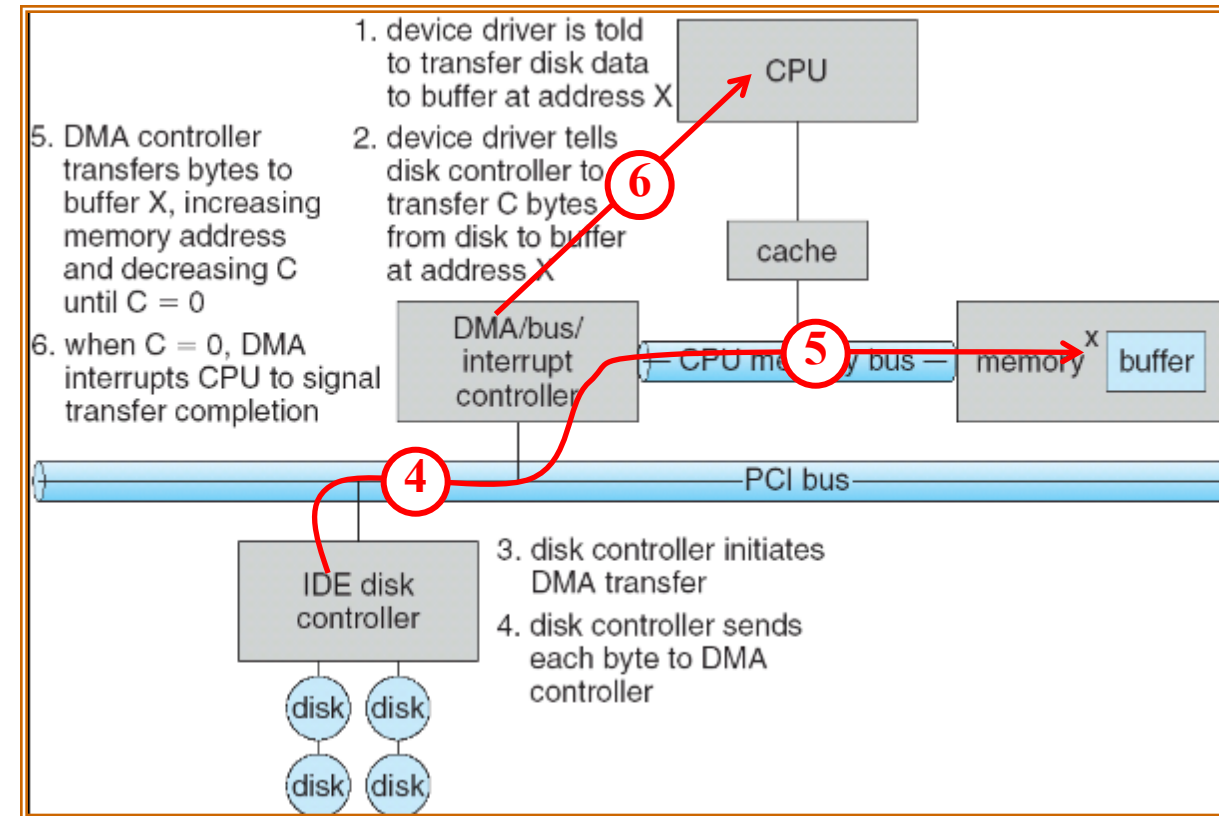 1. device driver is told
to transfer disk data
to buffer at address X
2. device driver tells
disk controller to
transfer C bytes
from disk to buffer
at address X
5. DMA controller
transfers bytes to
buffer X, increasing
memory address
and decreasing C
until C = 0
6. when C = 0, DMA
interrupts CPU to signal
transfer completion
CPU
6
cache
DMA/bus/
interrupt
controller
CPU memory bus
5
memory
x
buffer
4
PCI bus
IDE disk
controller
3. disk controller initiates
DMA transfer
4. disk controller sends
each byte to DMA
controller
disk
disk
disk
disk